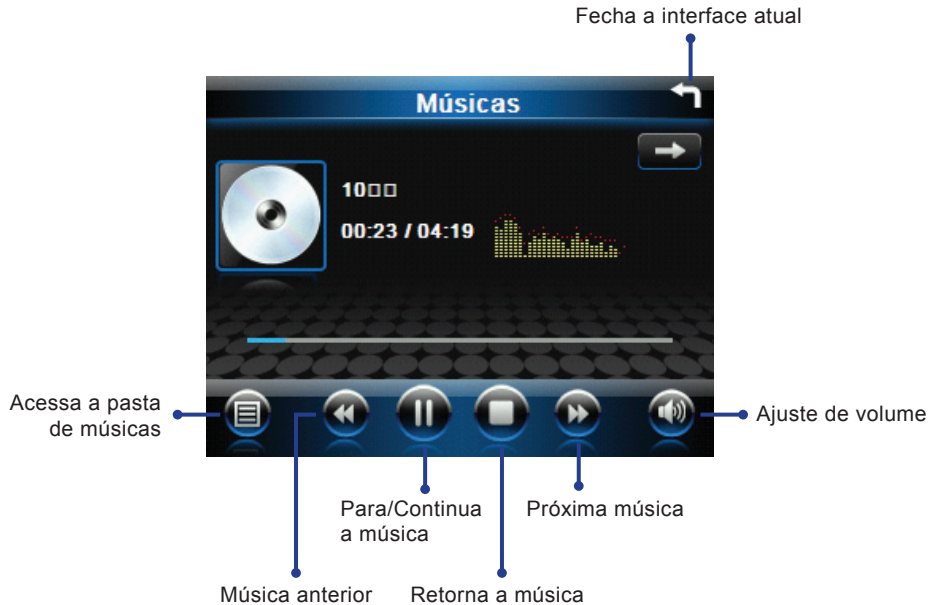 Fecha a interface atual
Músicas
10□□
00:23 / 04:19
Acessa a pasta
de músicas
Ajuste de volume
Para/Continua
a música
Próxima música
Música anterior
Retorna a música